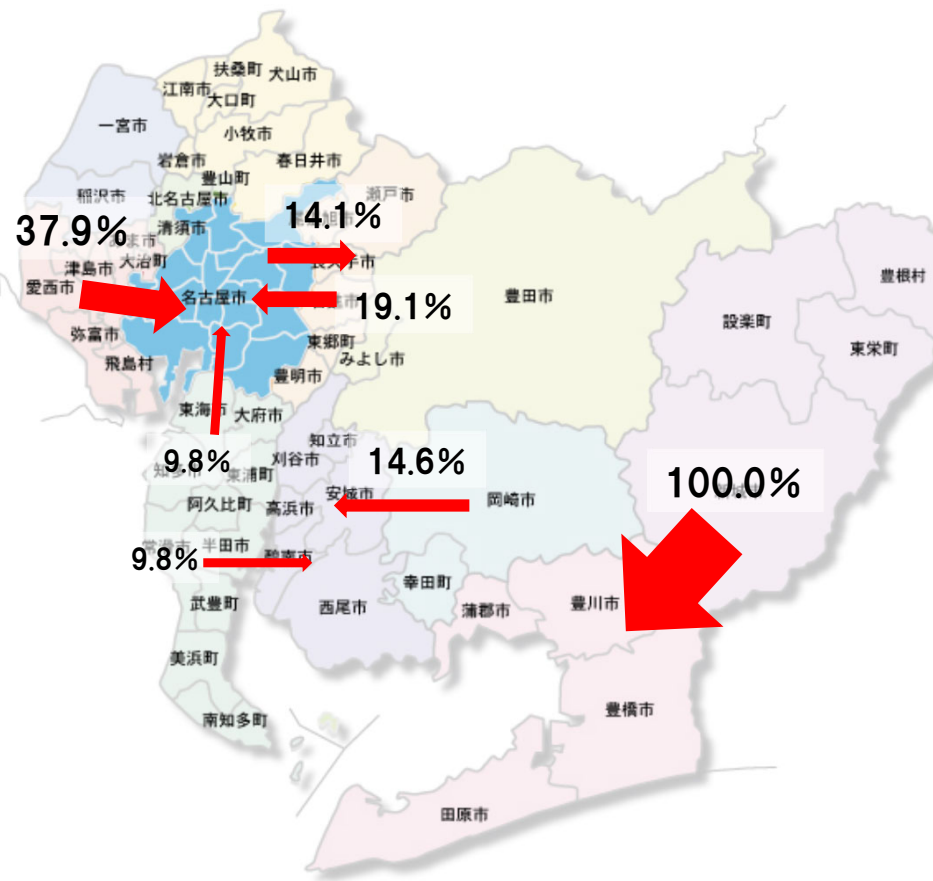 扶桑町
犬山市
江南市
大口町
一宮市
小牧市
岩倉市
春日井市
豊山町
瀬戸市
稲沢市
北名古屋市
14.1%
清須市
37.9%
津島市
大治町
愛西市
名古屋市
19.1%
豊田市
豊根村
設楽町
弥富市
東郷町
東栄町
飛島村
みよし市
豊明市
東海市
大府市
知立市
9.8%
刈谷市
14.6%
東浦町
100.0%
安城市
阿久比町
高浜市
岡崎市
半田市
9.8%
碧南市
幸田町
武豊町
西尾市
蒲郡市
豊川市
美浜町
豊橋市
南知多町
田原市